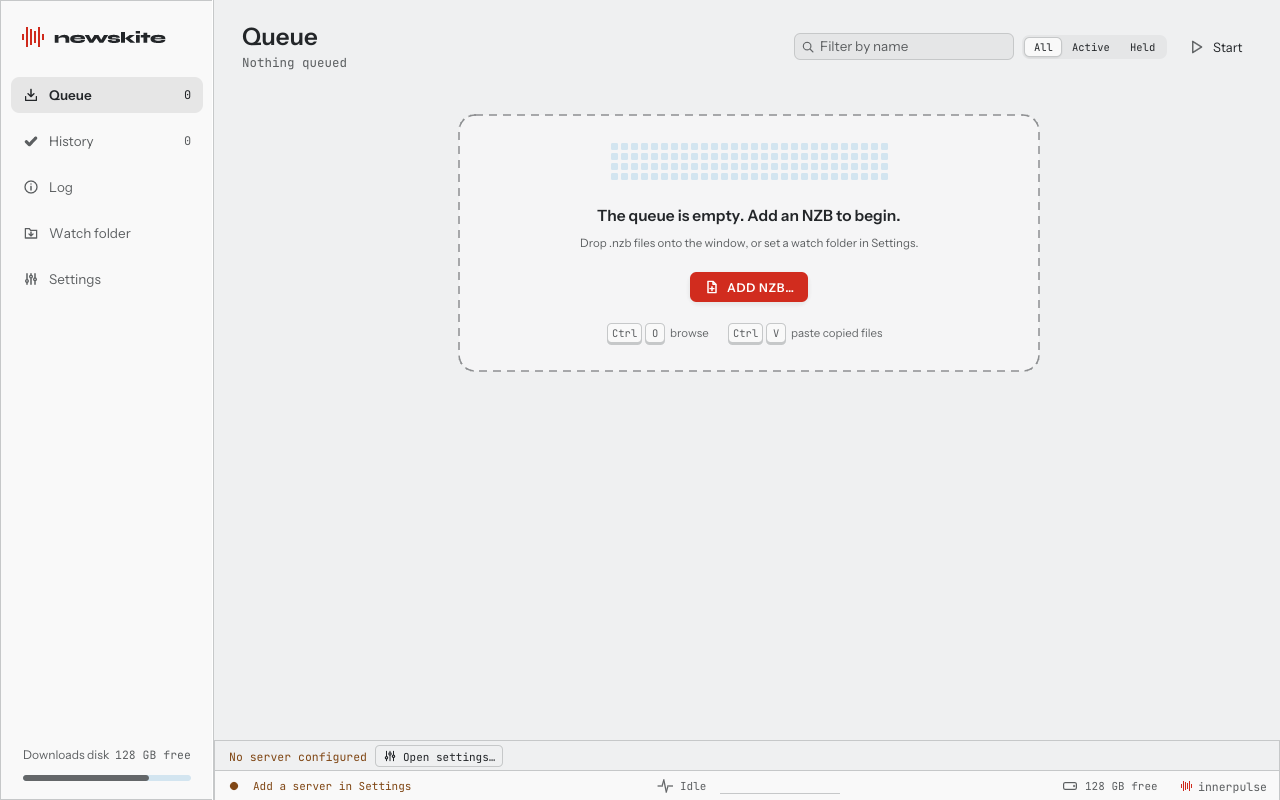 newskite
Queue 0
History 0
Log
Watch folder
Settings
Downloads disk 128 GB free
Queue
Nothing queued
Filter by name
All Active Held
Start
The queue is empty. Add an NZB to begin.
Drop .nzb files onto the window, or set a watch folder in Settings.
ADD NZB…
Ctrl O browse Ctrl V paste copied files
No server configured Open settings…
Add a server in Settings Idle 128 GB free innerpulse